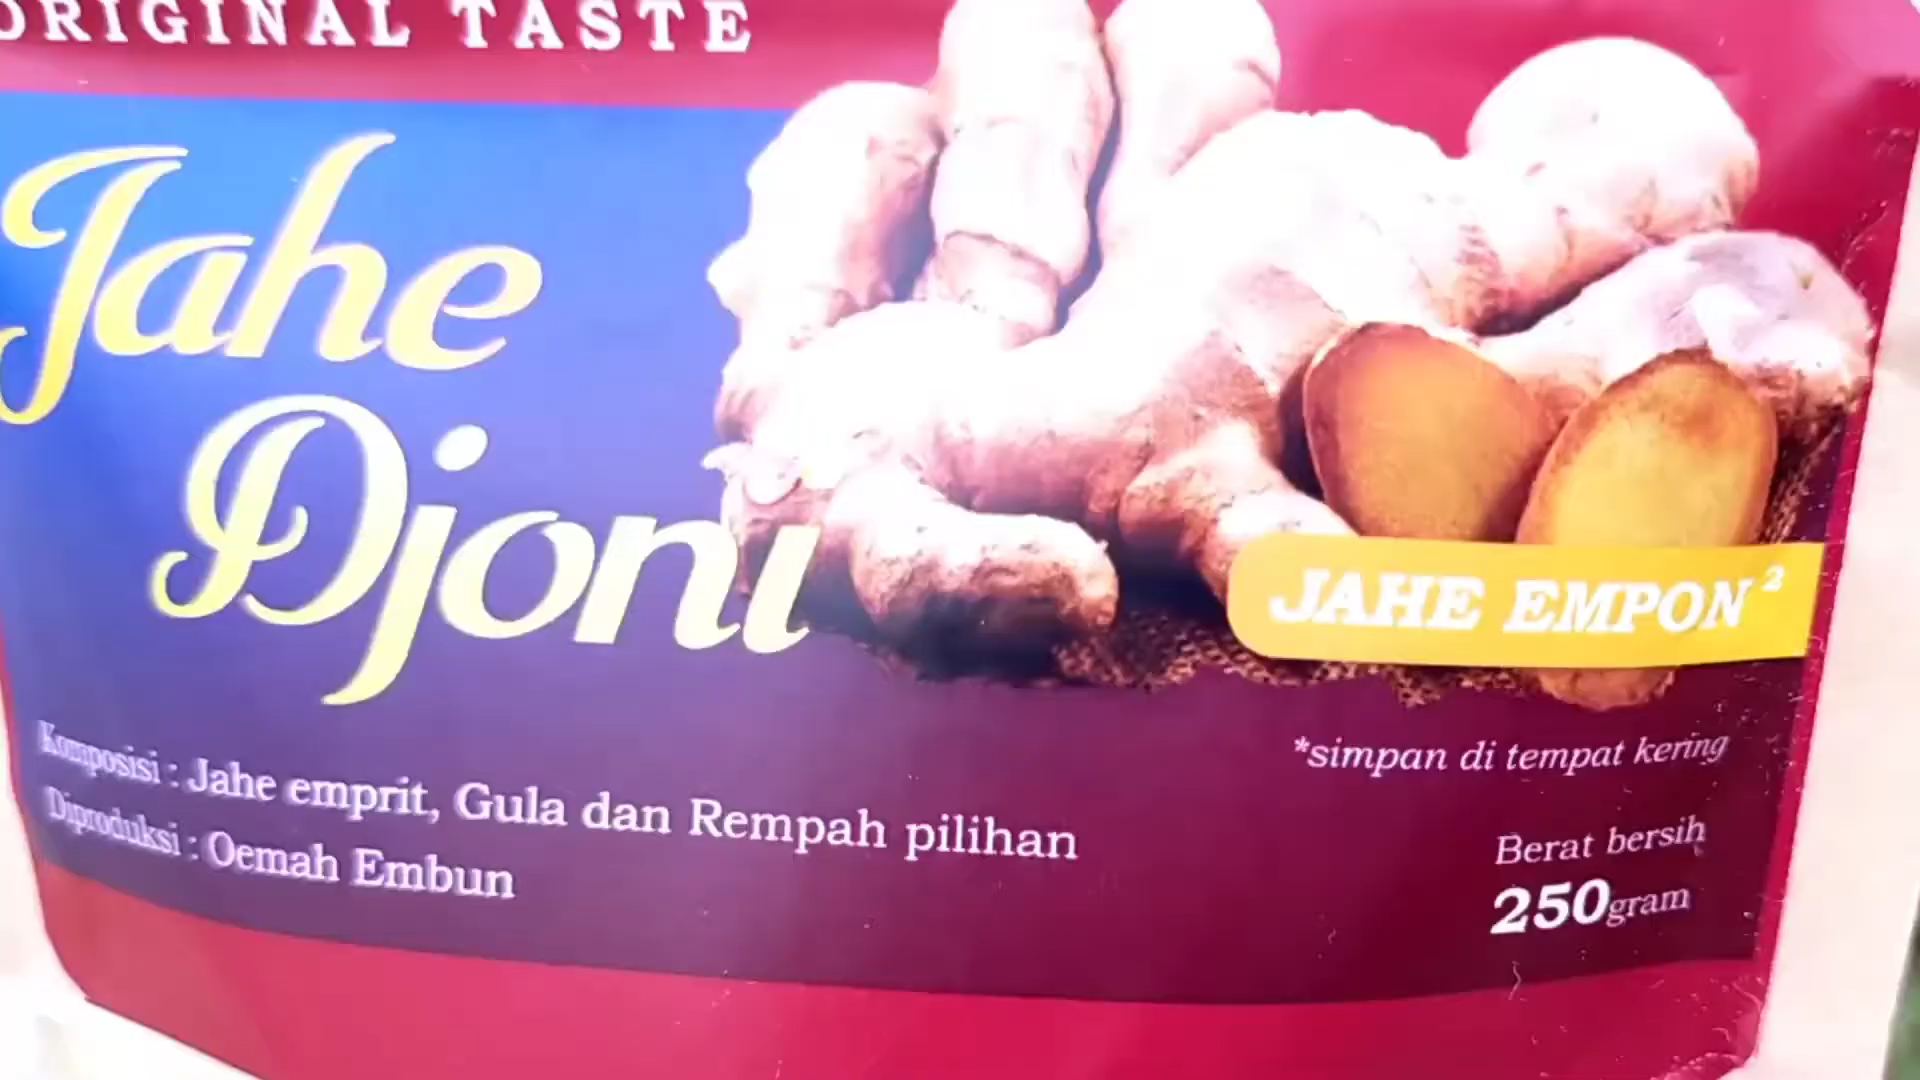 ORIGINAL TASTE
Jahe
Djoni
JAHE EMPON²
Komposisi : Jahe emprit, Gula dan Rempah pilihan
Diproduksi : Oemah Embun
*simpan di tempat kering
Berat bersih
250gram